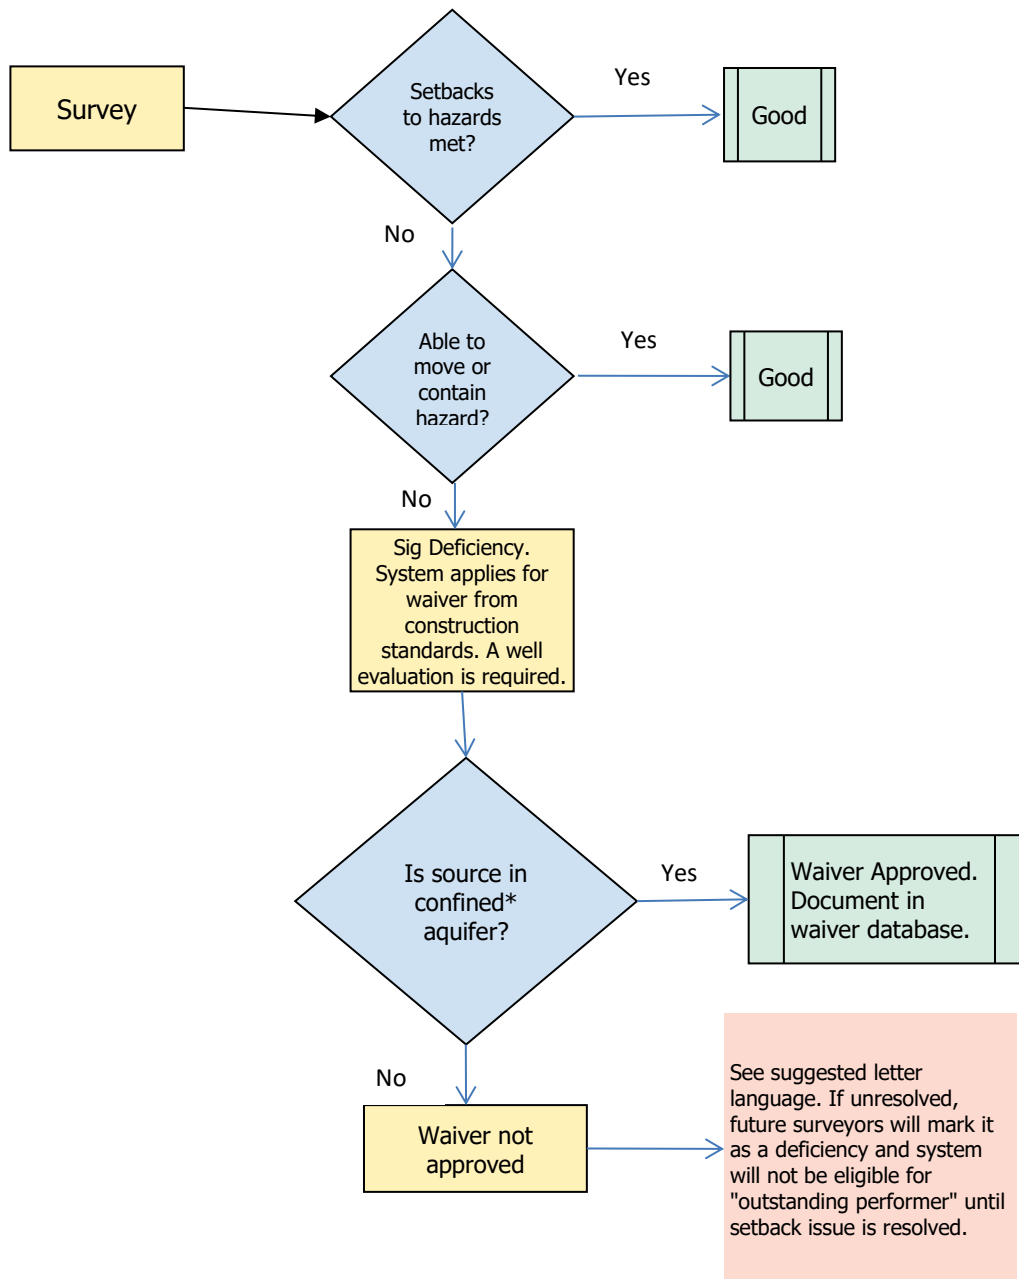 Survey
Setbacks
to hazards
met?
Yes
Good
No
Able to
move or
contain
hazard?
Yes
Good
No
Sig Deficiency.
System applies for
waiver from
construction
standards. A well
evaluation is required.
Is source in
confined*
aquifer?
Yes
Waiver Approved.
Document in
waiver database.
No
Waiver not
approved
See suggested letter
language. If unresolved,
future surveyors will mark it
as a deficiency and system
will not be eligible for
"outstanding performer" until
setback issue is resolved.